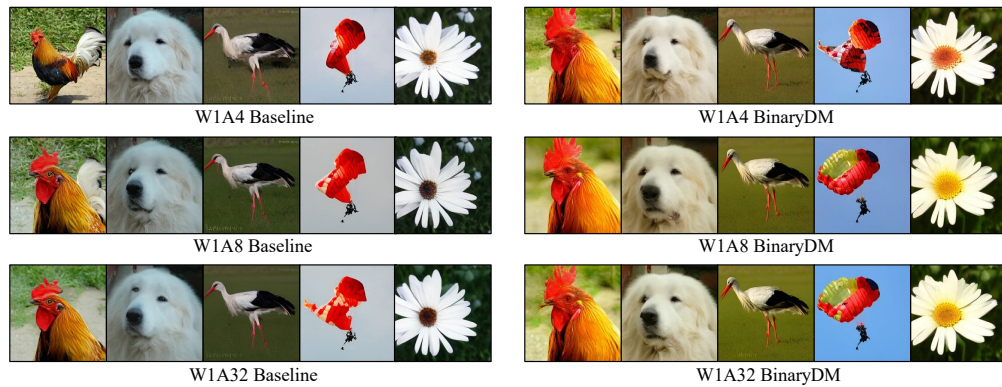 W1A4 Baseline
W1A4 BinaryDM
W1A8 Baseline
W1A8 BinaryDM
W1A32 Baseline
W1A32 BinaryDM